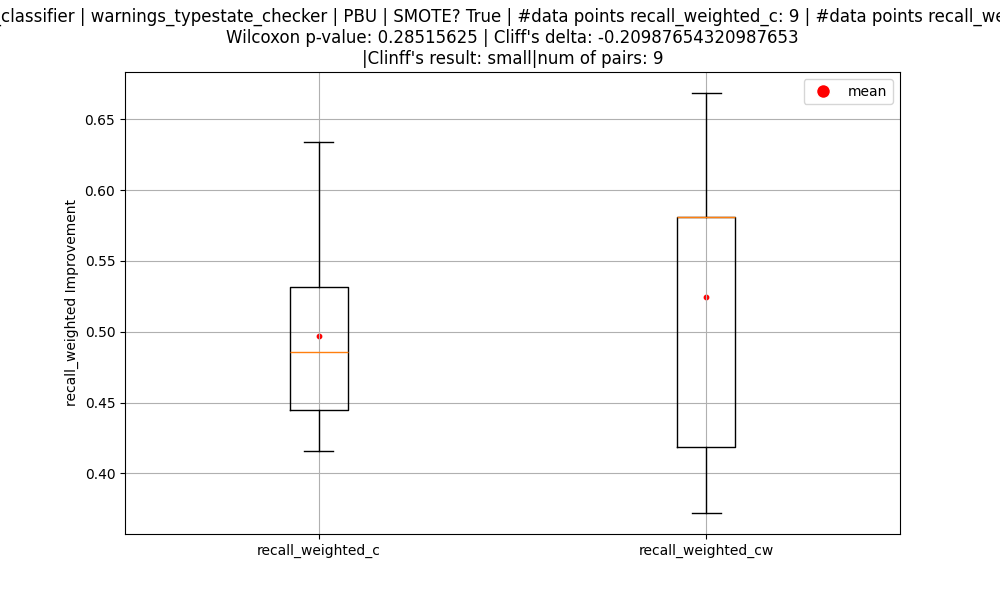 _classifier | warnings_typestate_checker | PBU | SMOTE? True | #data points recall_weighted_c: 9 | #data points recall_we
Wilcoxon p-value: 0.28515625 | Cliff's delta: -0.20987654320987653
|Clinff's result: small|num of pairs: 9
mean
0.65
0.60
0.55
0.50
0.45
0.40
recall_weighted Improvement
recall_weighted_c
recall_weighted_cw